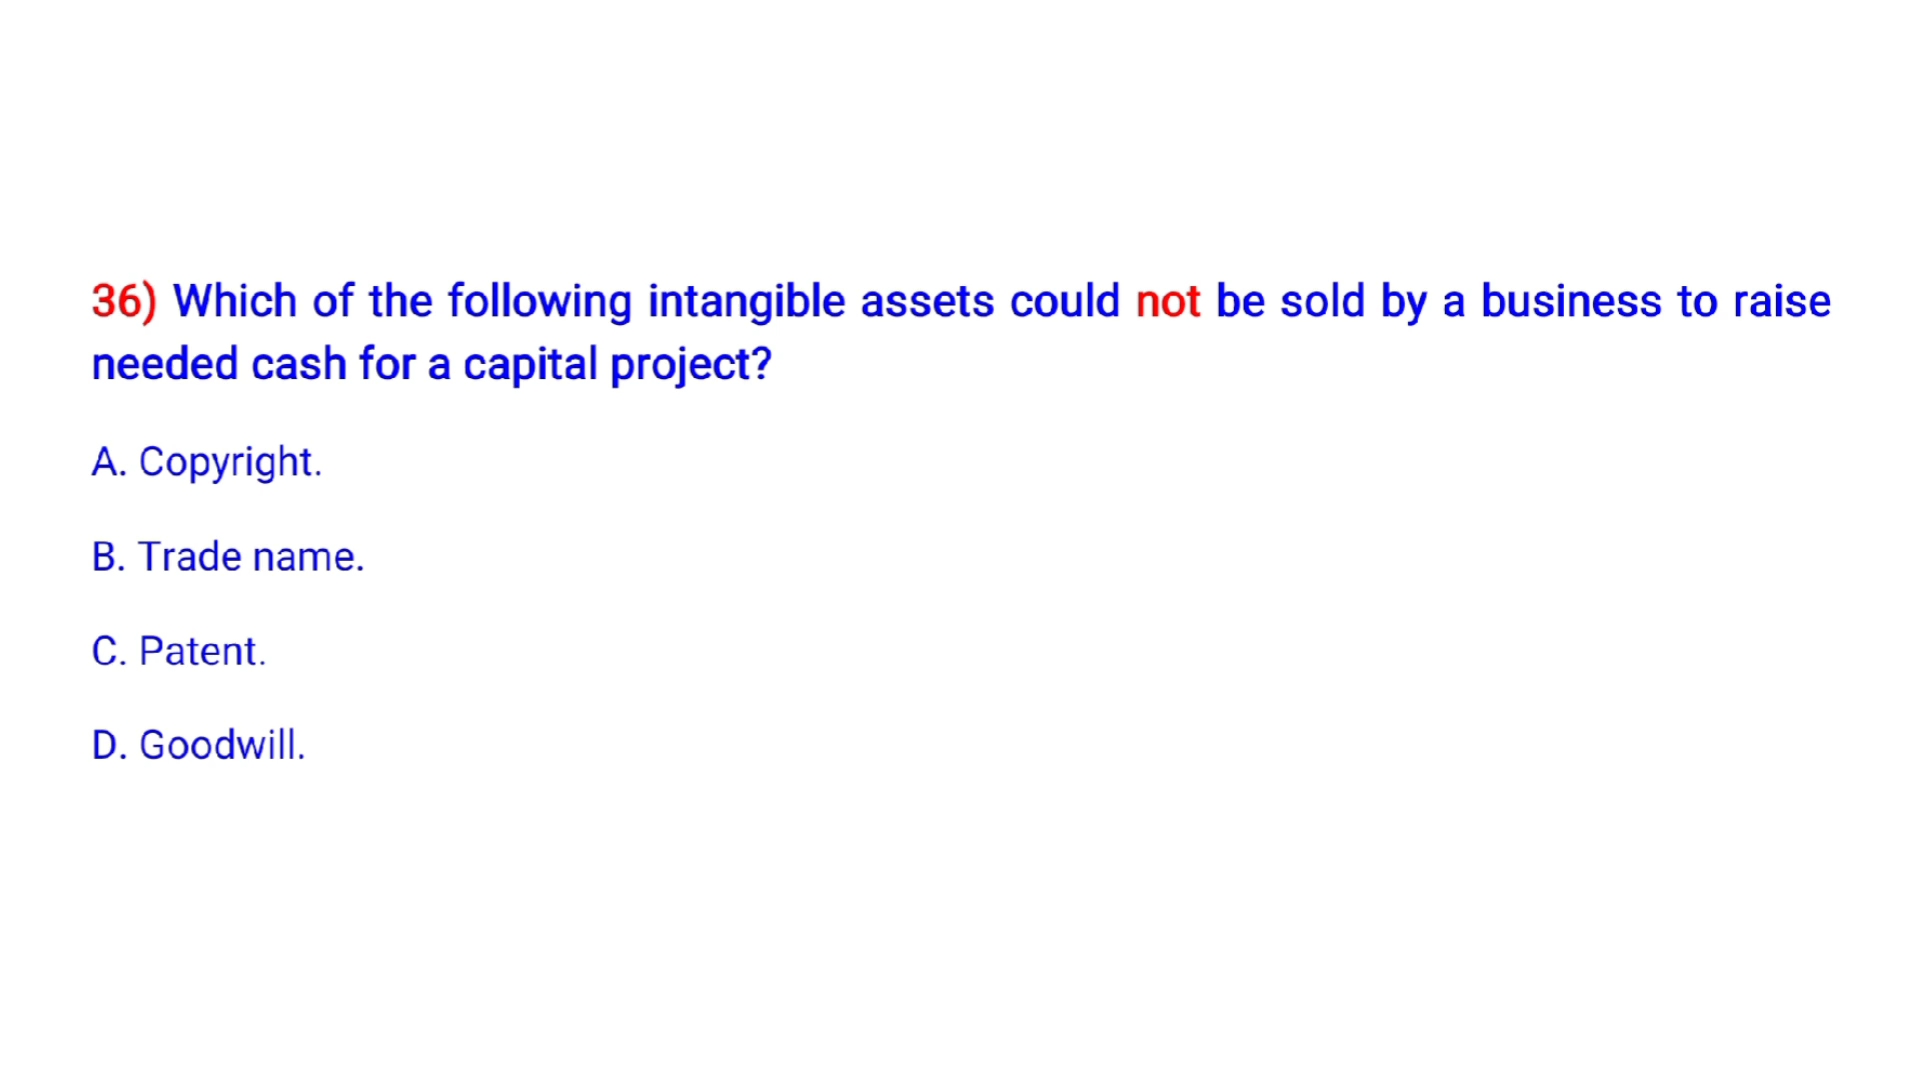 36) Which of the following intangible assets could not be sold by a business to raise
needed cash for a capital project?
A. Copyright.
B. Trade name.
C. Patent.
D. Goodwill.